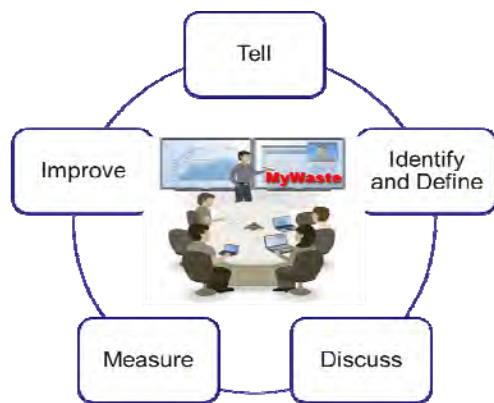 Tell
Identify
and Define
Discuss
Measure
Improve
MyWaste